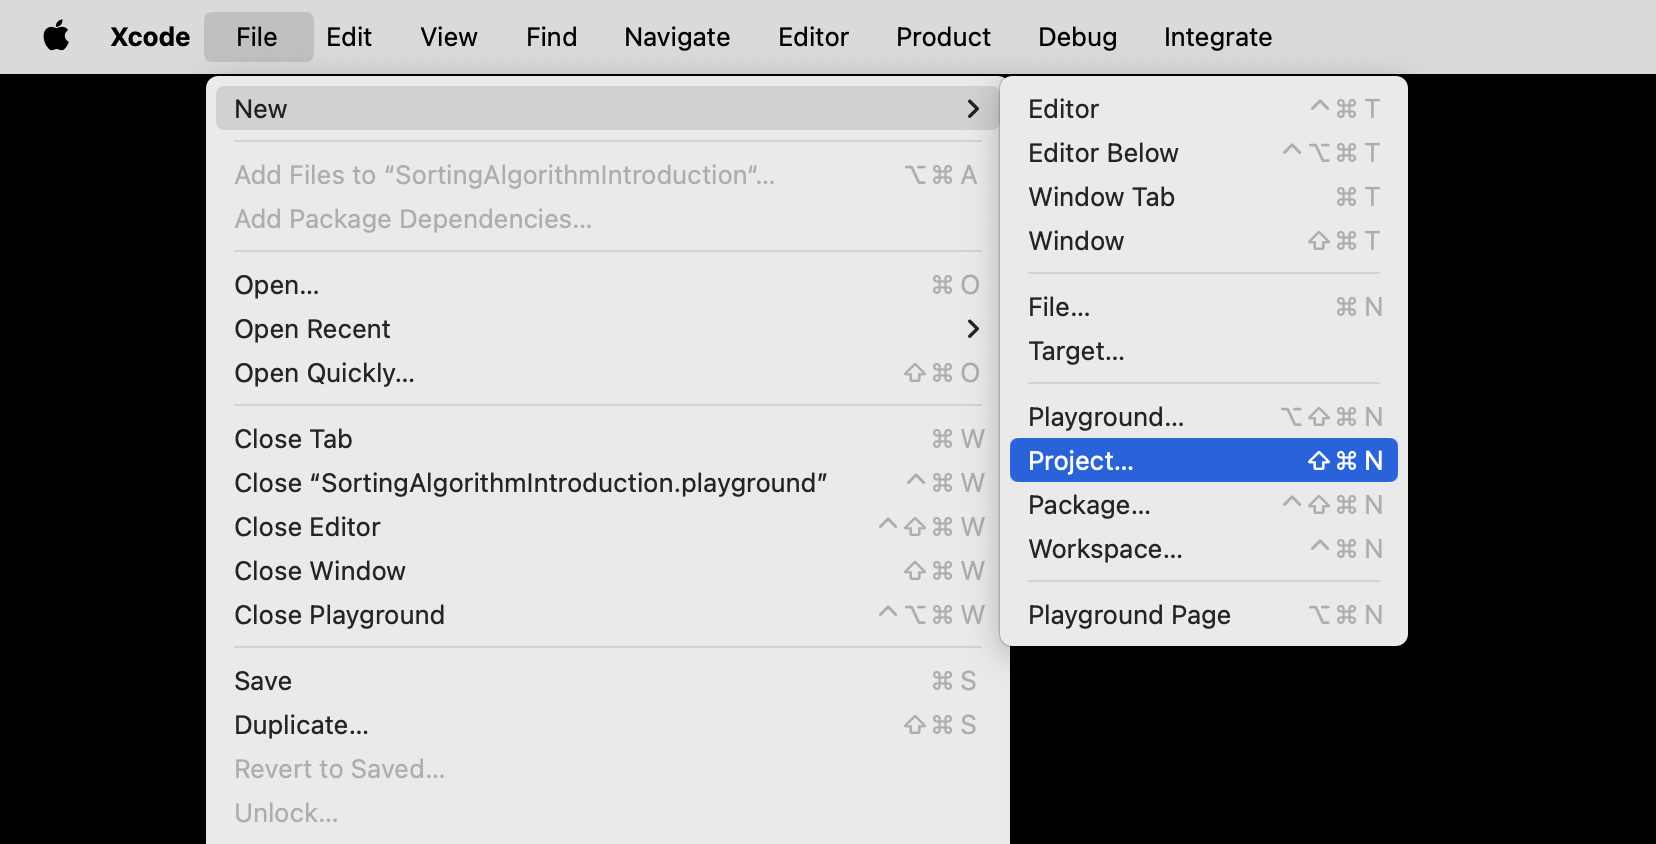 Xcode File Edit View Find Navigate Editor Product Debug Integrate
New
Add Files to “SortingAlgorithmIntroduction“... ⌥⌘ A
Add Package Dependencies...
Open... ⌘ O
Open Recent
Open Quickly... ⇧⌘ O
Close Tab ⌘ W
Close “SortingAlgorithmIntroduction.playground” ^⌘ W
Close Editor ^⇧⌘ W
Close Window ⇧⌘ W
Close Playground ^⌥⌘ W
Save ⌘ S
Duplicate... ⇧⌘ S
Revert to Saved...
Unlock...
Editor ^⌘ T
Editor Below ^⌥⌘ T
Window Tab ⌘ T
Window ⇧⌘ T
File... ⌘ N
Target...
Playground... ⌥⇧⌘ N
Project... ⇧⌘ N
Package... ^⇧⌘ N
Workspace... ^⌘ N
Playground Page ⌥⌘ N